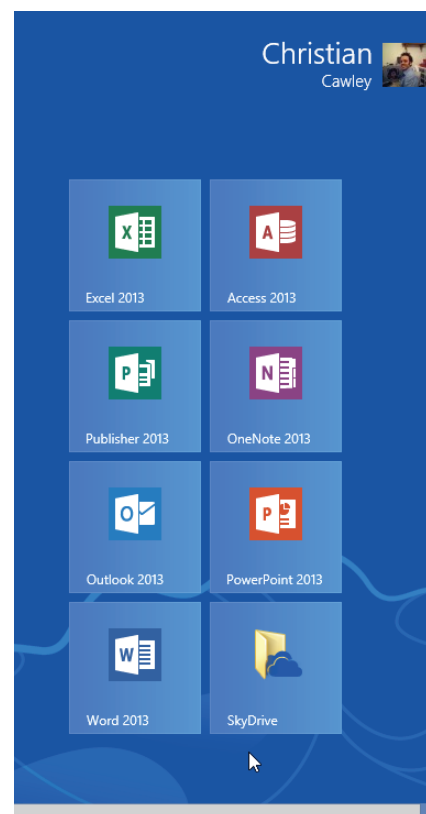 Christian
Cawley
X
A
Excel 2013
Access 2013
P
N
Publisher 2013
OneNote 2013
O
P
Outlook 2013
PowerPoint 2013
W
Word 2013
SkyDrive